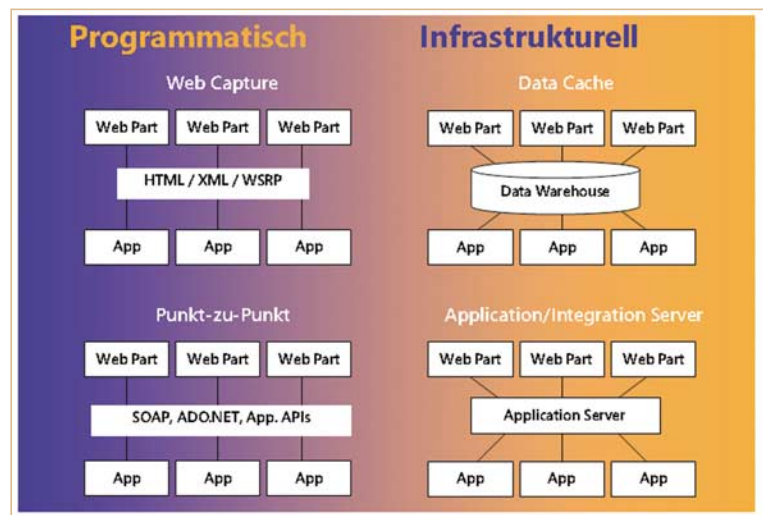 Programmatisch Infrastrukturell
Web Capture
Web Part Web Part Web Part
HTML / XML / WSRP
App App App
Data Cache
Web Part Web Part Web Part
Data Warehouse
App App App
Punkt-zu-Punkt
Web Part Web Part Web Part
SOAP, ADO.NET, App. APIs
App App App
Application/Integration Server
Web Part Web Part Web Part
Application Server
App App App